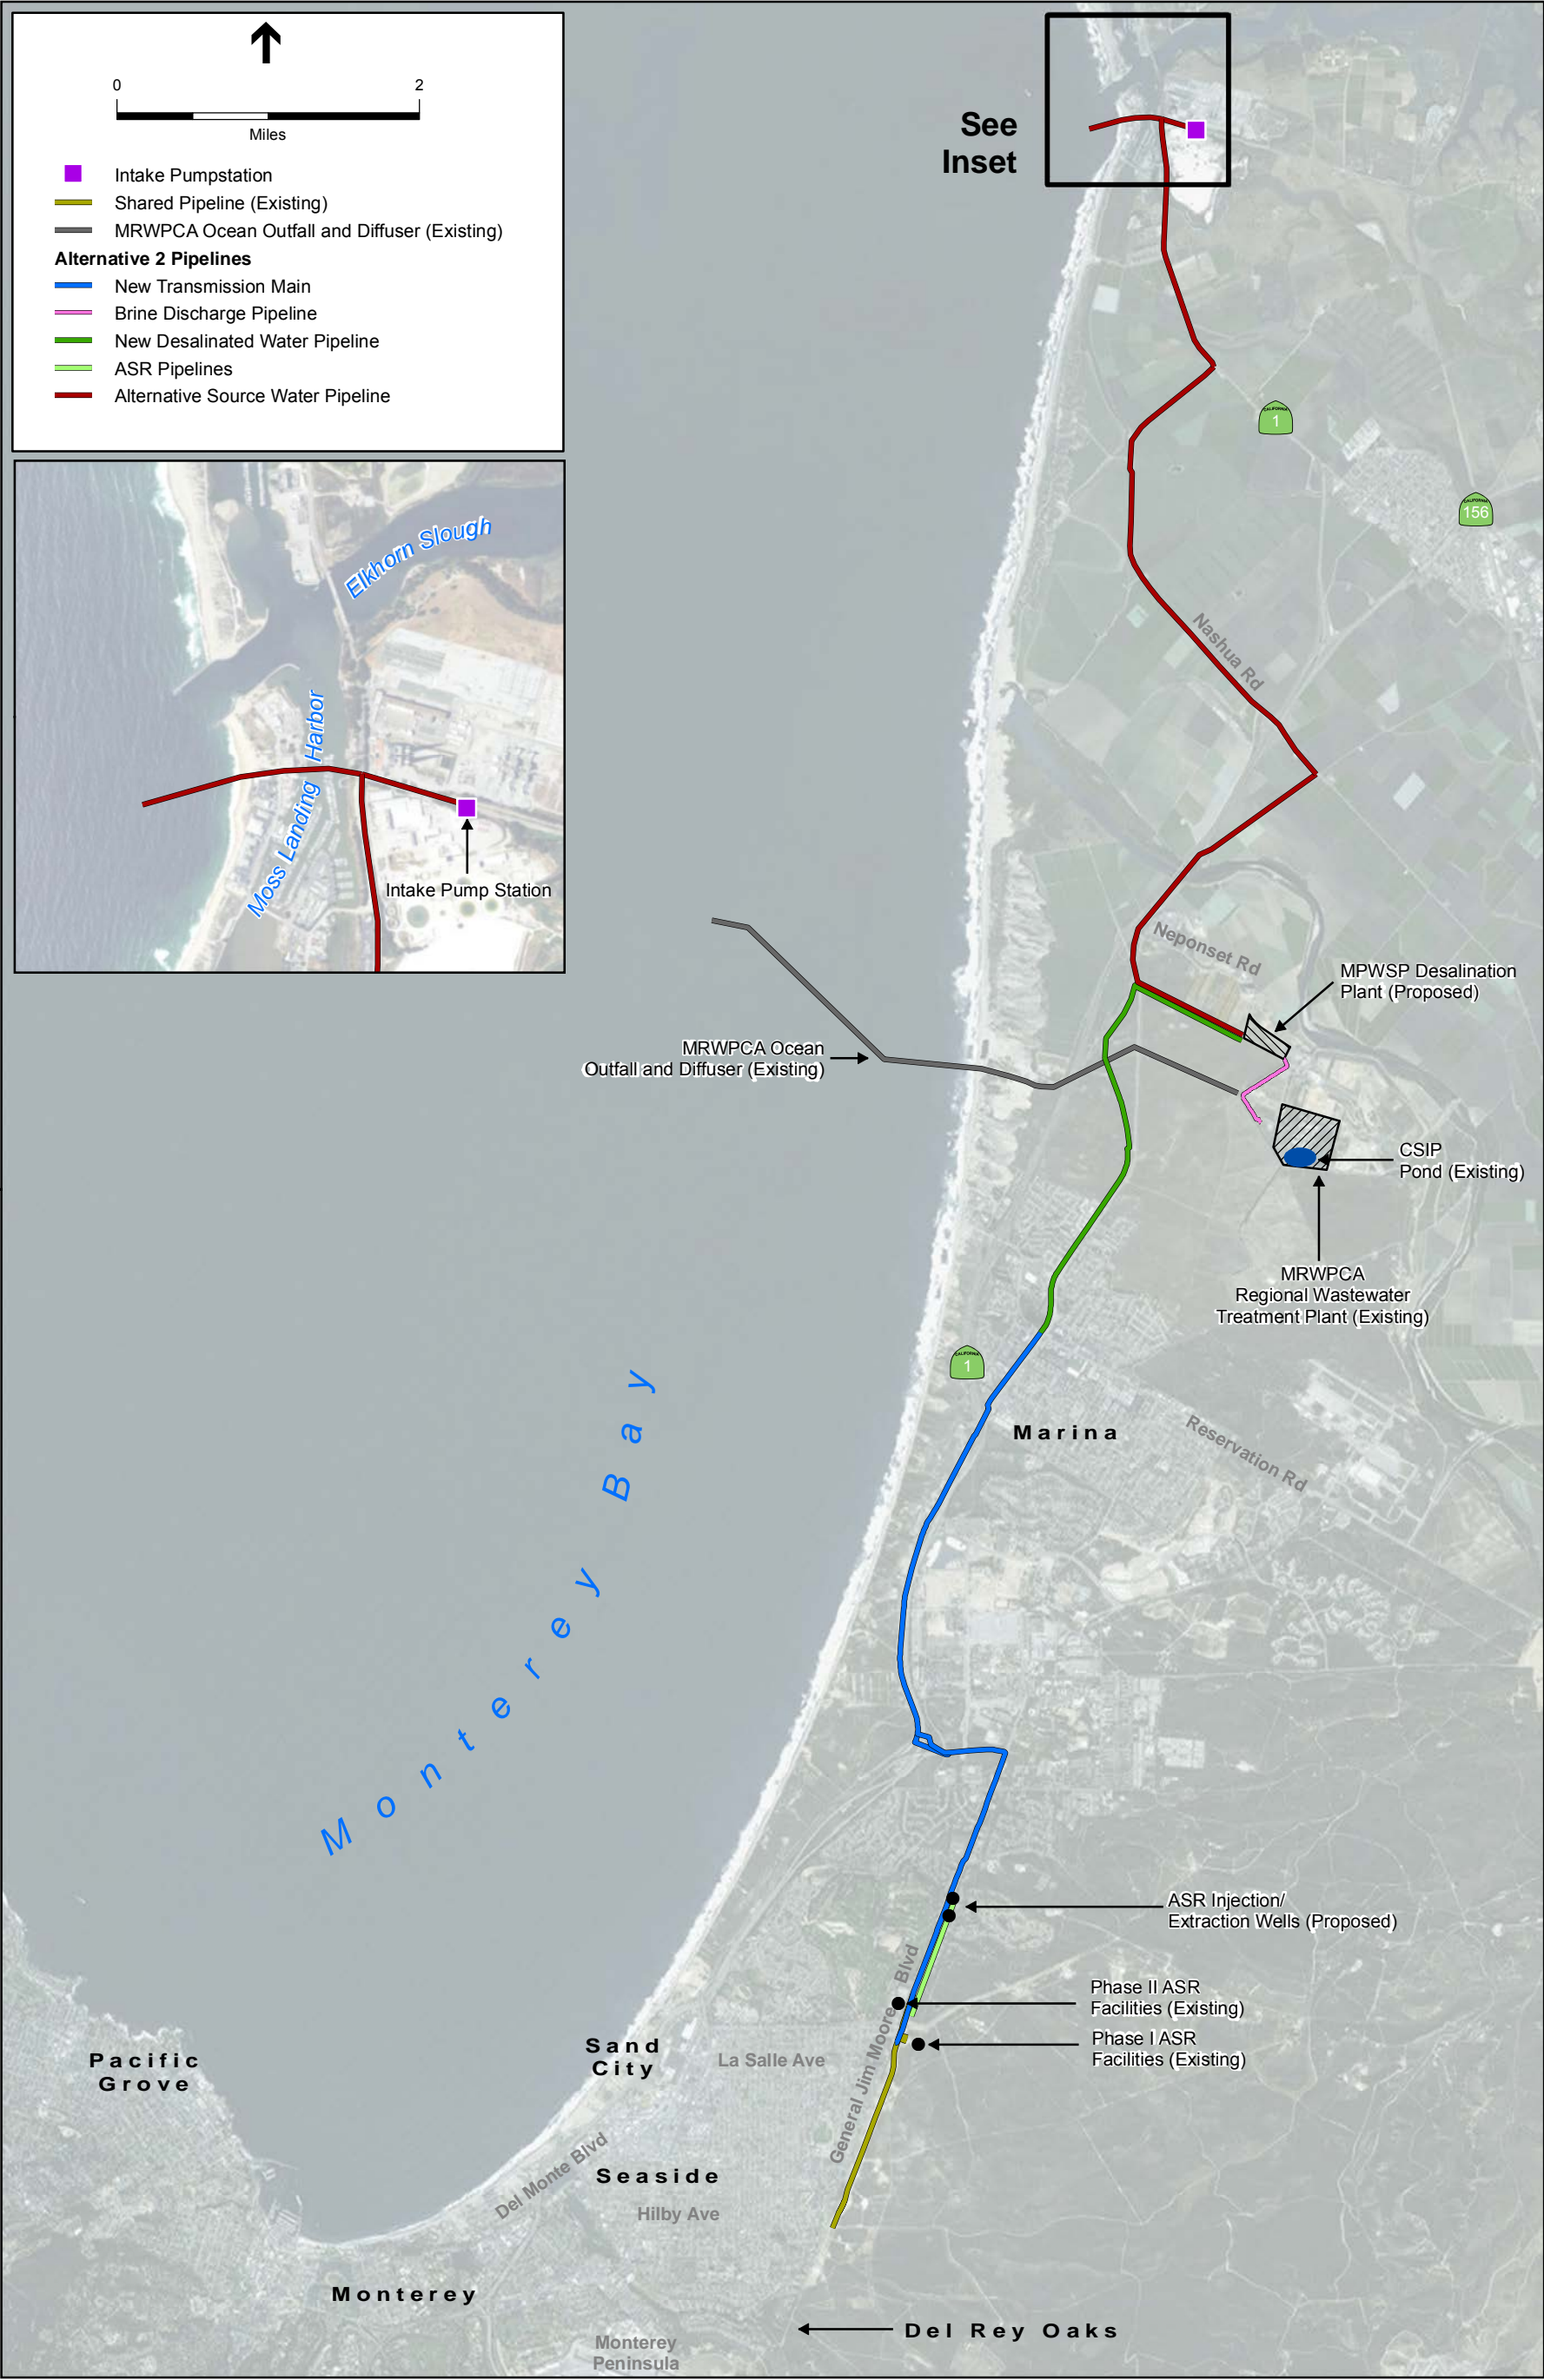 0 2
Miles
Intake Pumpstation
Shared Pipeline (Existing)
MRWPCA Ocean Outfall and Diffuser (Existing)
Alternative 2 Pipelines
New Transmission Main
Brine Discharge Pipeline
New Desalinated Water Pipeline
ASR Pipelines
Alternative Source Water Pipeline
See
Inset
Elkhorn Slough
Moss Landing Harbor
Intake Pump Station
CALIFORNIA
1
CALIFORNIA
156
Nashua Rd
Neponset Rd
MPWSP Desalination
Plant (Proposed)
MRWPCA Ocean
Outfall and Diffuser (Existing)
CSIP
Pond (Existing)
MRWPCA
Regional Wastewater
Treatment Plant (Existing)
CALIFORNIA
1
Marina
Reservation Rd
Monterey Bay
ASR Injection/
Extraction Wells (Proposed)
Phase II ASR
Facilities (Existing)
Phase I ASR
Facilities (Existing)
General Jim Moore Blvd
Sand
City
La Salle Ave
Pacific
Grove
Del Monte Blvd
Seaside
Hilby Ave
Monterey
Del Rey Oaks
Monterey
Peninsula